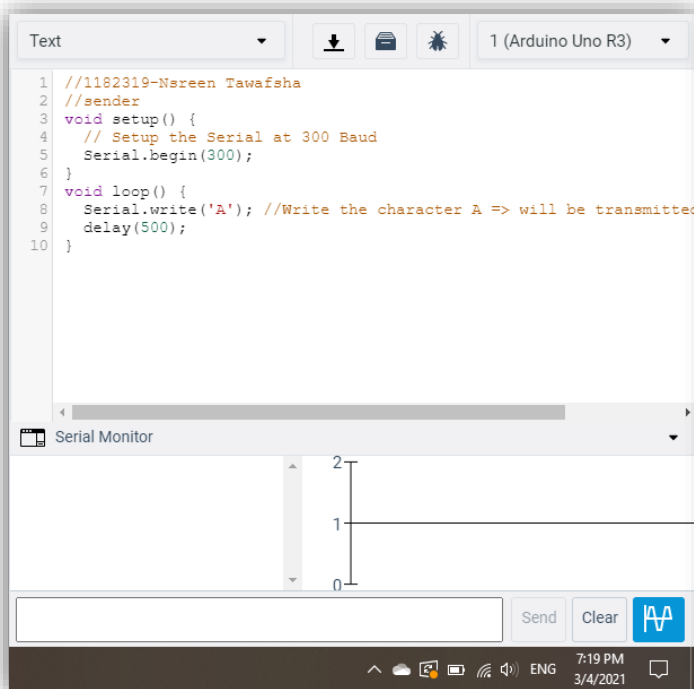 Text
1 (Arduino Uno R3)
1 //1182319-Nsreen Tawafsha
2 //sender
3 void setup() {
4   // Setup the Serial at 300 Baud
5   Serial.begin(300);
6 }
7 void loop() {
8   Serial.write('A'); //Write the character A => will be transmitted
9   delay(500);
10 }
Serial Monitor
2
1
0
Send
Clear
ENG
7:19 PM
3/4/2021